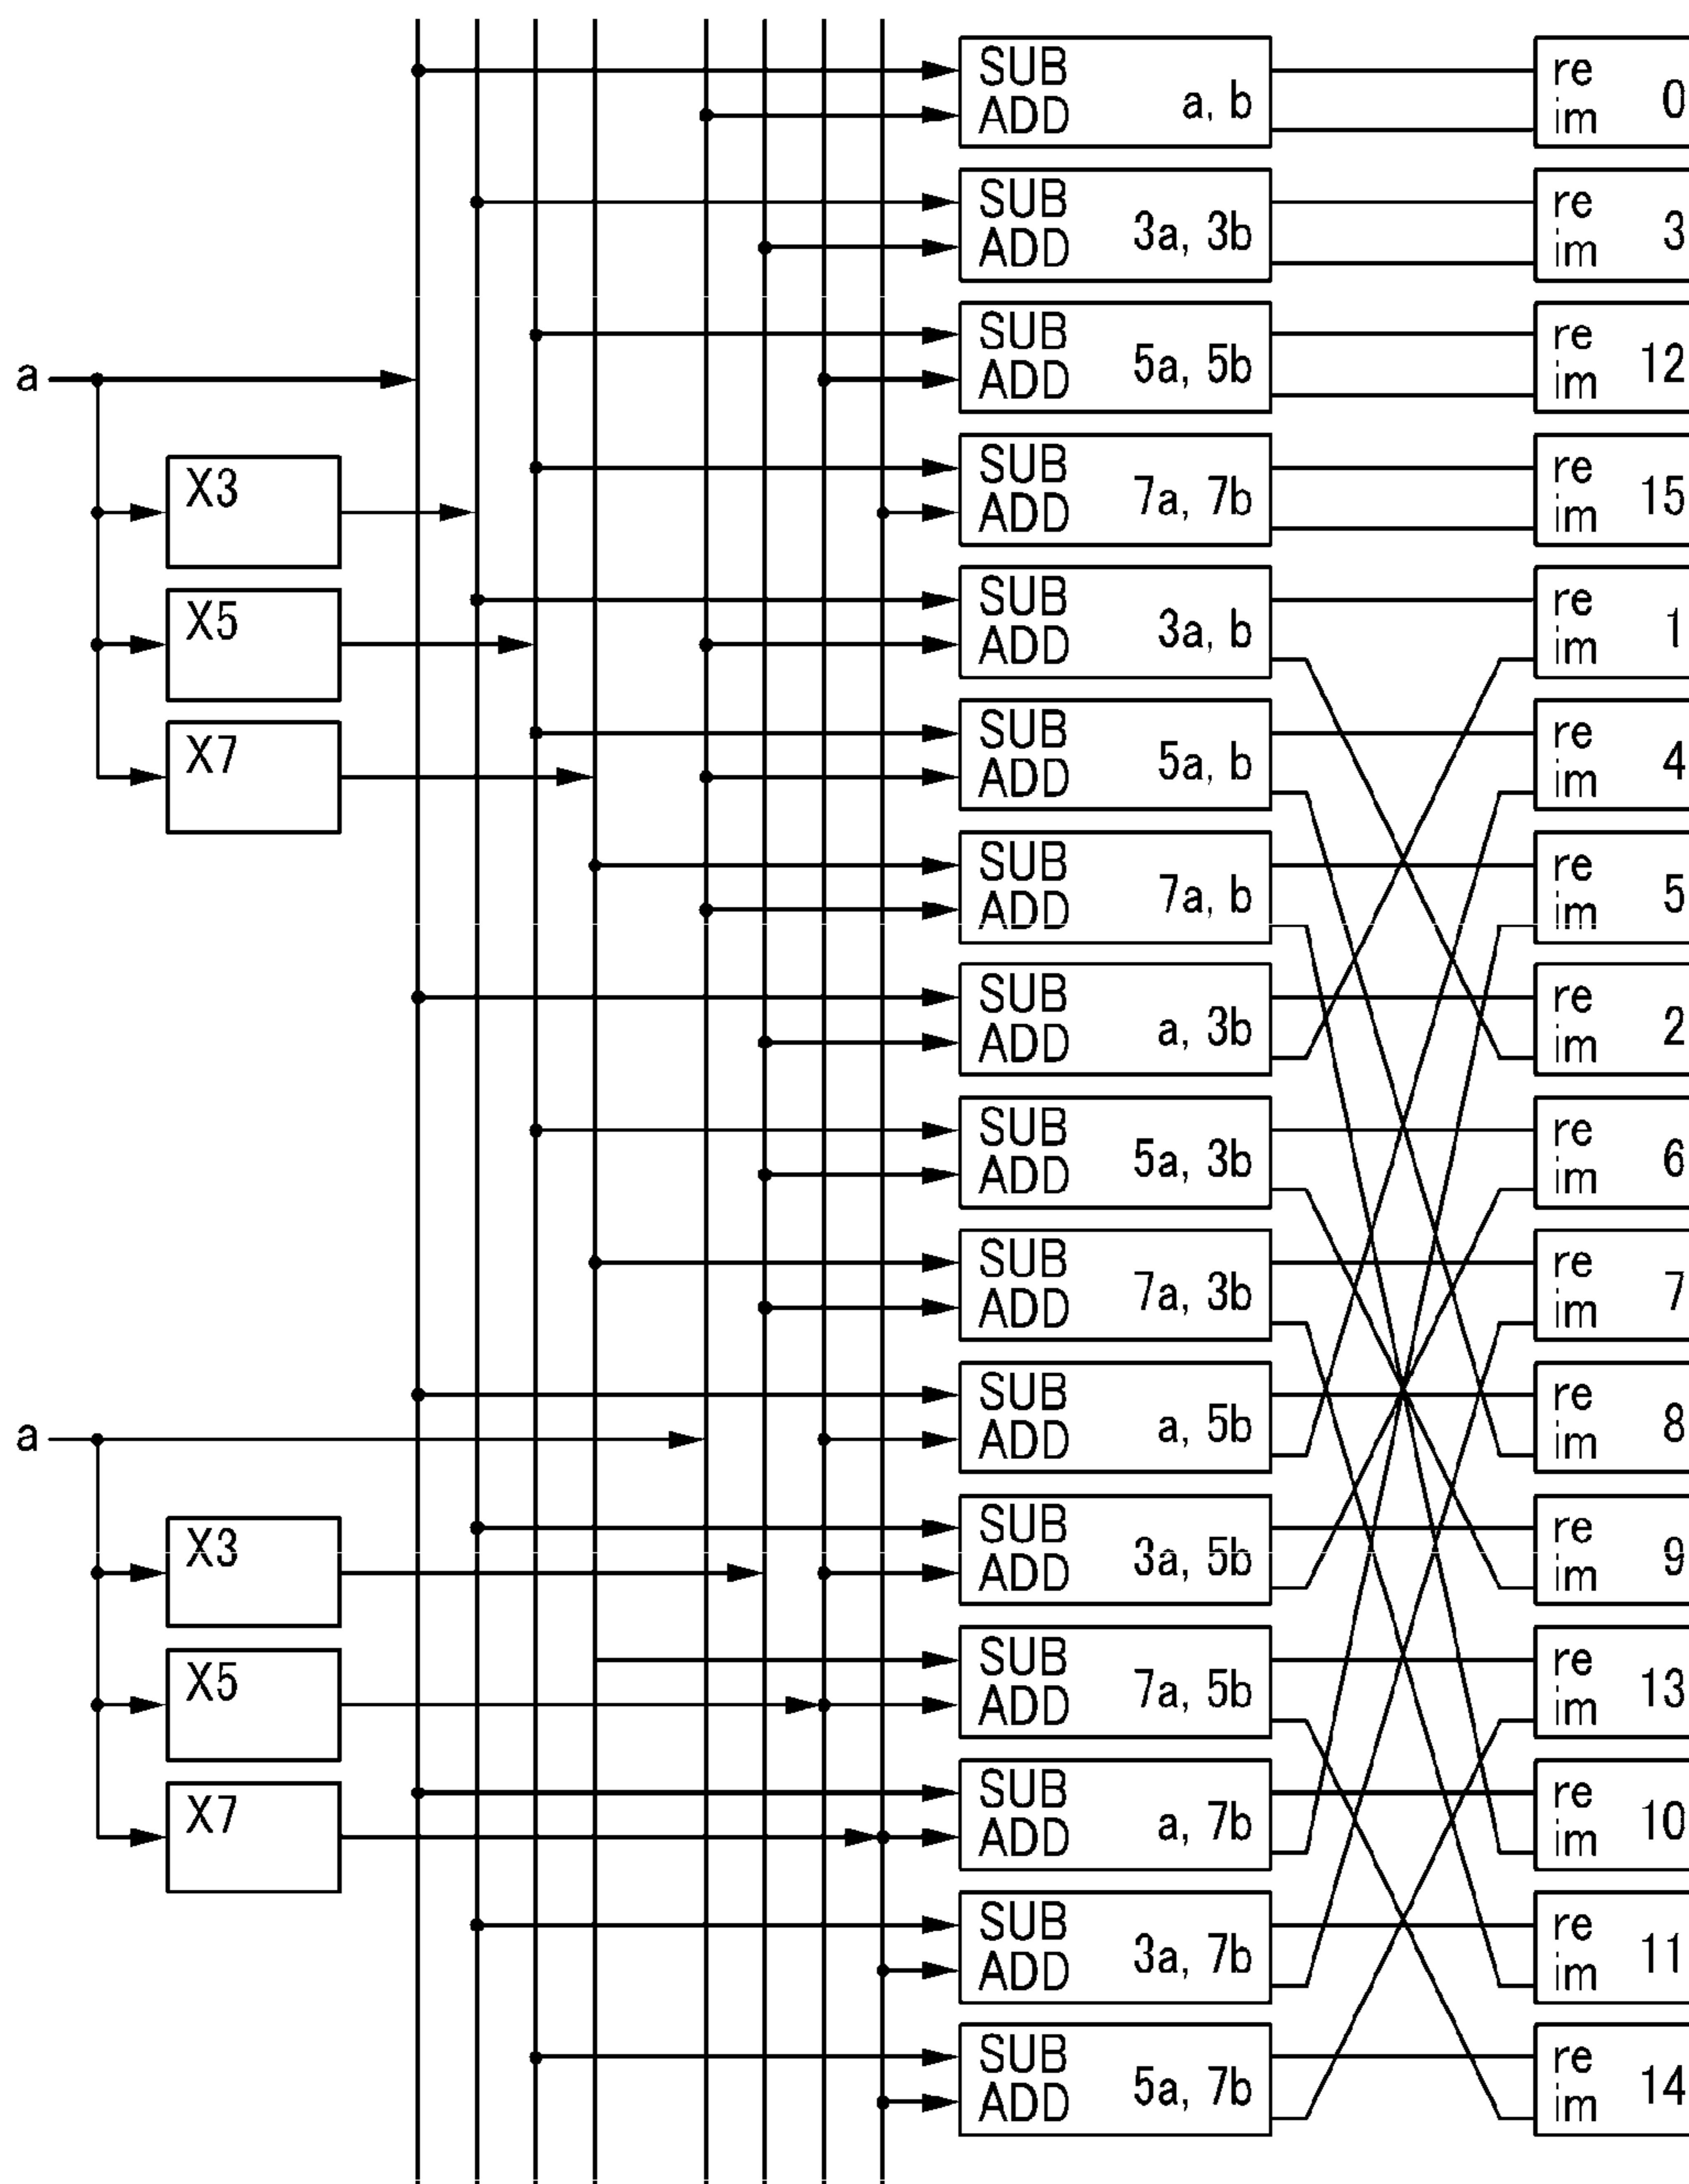 SUB re
a, b 0
ADD im
SUB re
3a, 3b 3
ADD im
SUB re
a 5a, 5b 12
ADD im
SUB re
X3 7a, 7b 15
ADD im
SUB re
X5 3a, b 1
ADD im
SUB re
X7 5a, b 4
ADD im
SUB re
7a, b 5
ADD im
SUB re
a, 3b 2
ADD im
SUB re
5a, 3b 6
ADD im
SUB re
7a, 3b 7
ADD im
SUB re
a a, 5b 8
ADD im
SUB re
X3 3a, 5b 9
ADD im
SUB re
X5 7a, 5b 13
ADD im
SUB re
X7 a, 7b 10
ADD im
SUB re
3a, 7b 11
ADD im
SUB re
5a, 7b 14
ADD im